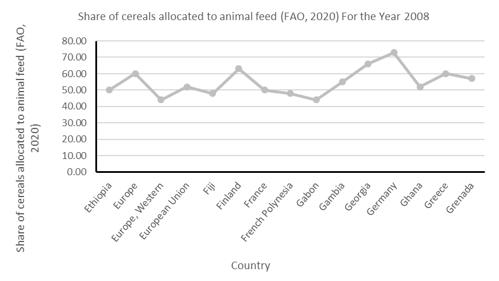 Share of cereals allocated to animal feed (FAO, 2020) For the Year 2008
Share of cereals allocated to animal feed (FAO,
2020)
80.00
70.00
60.00
50.00
40.00
30.00
20.00
10.00
0.00
Ethiopia
Europe
Europe, Western
European Union
Fiji
Finland
France
French Polynesia
Gabon
Gambia
Georgia
Germany
Ghana
Greece
Grenada
Country